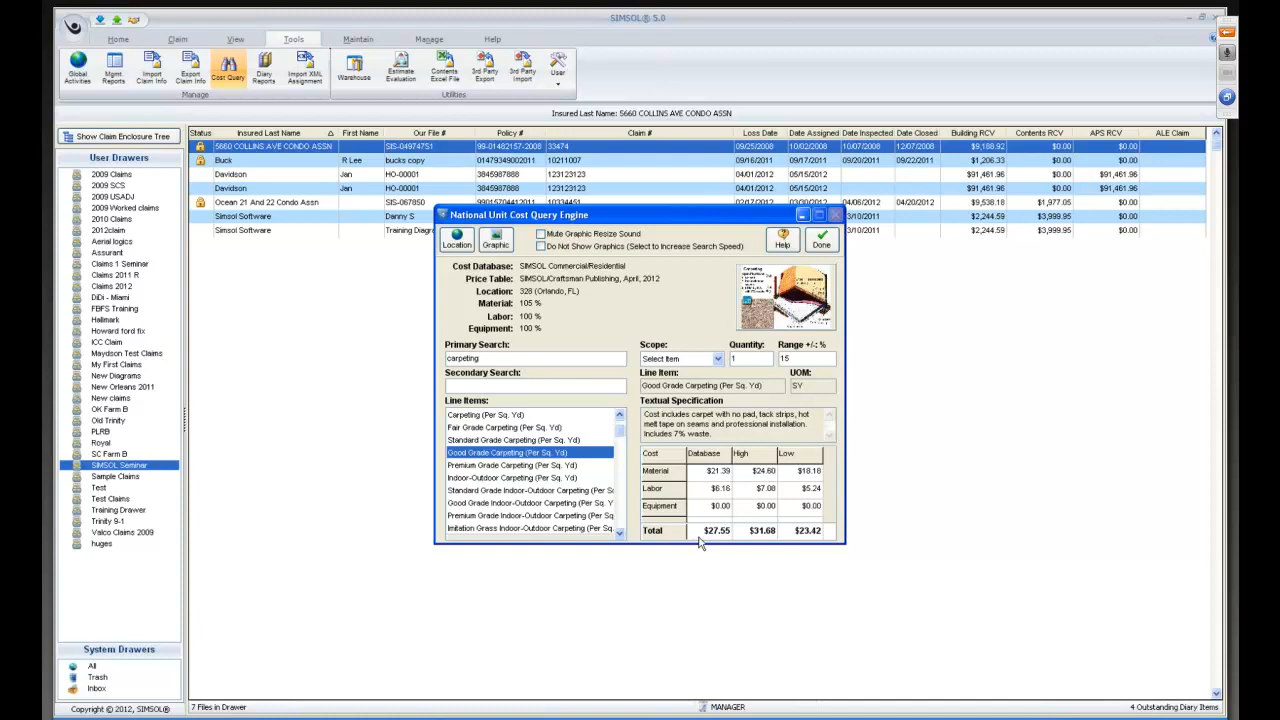 SIMSOL® 5.0
Home Claim View Tools Maintain Manage Help
Global Activities Mgmt. Reports Import Claim Info Export Claim Info Cost Query Diary Reports Import XML Assignment Warehouse Estimate Evaluation Contents Excel File 3rd Party Export 3rd Party Import User
Manage Utilities
Insured Last Name: 5660 COLLINS AVE CONDO ASSN
Show Claim Enclosure Tree
User Drawers
2009 Claims
2009 SCS
2009 USADJ
2009 Worked claims
2010 Claims
2012claim
Aerial logics
Assurant
Claims 1 Seminar
Claims 2011 R
Claims 2012
DiDi - Miami
FBFS Training
Hallmark
Howard ford fix
ICC Claim
Maydson Test Claims
My First Claims
New Diagrams
New Orleans 2011
New claims
OK Farm B
Old Trinity
PLRB
Royal
SC Farm B
SIMSOL Seminar
Sample Claims
Test
Test Claims
Training Drawer
Trinity 9-1
Valco Claims 2009
huges
System Drawers
All
Trash
Inbox
Copyright © 2012, SIMSOL®
Status Insured Last Name First Name Our File # Policy # Claim # Loss Date Date Assigned Date Inspected Date Closed Building RCV Contents RCV APS RCV ALE Claim
5660 COLLINS AVE CONDO ASSN SIS-049747S1 99-01482157-2008 33474 09/25/2008 10/02/2008 10/07/2008 12/07/2008 $9,188.92 $0.00 $0.00
Buck R Lee bucks copy 01479349002011 10211007 09/16/2011 09/17/2011 09/20/2011 09/22/2011 $1,206.33 $0.00 $0.00
Davidson Jan HO-00001 3845987888 123123123 04/01/2012 05/15/2012 $91,461.96 $0.00 $91,461.96
Davidson Jan HO-00001 3845987888 123123123 04/01/2012 05/15/2012 $91,461.96 $0.00 $91,461.96
Ocean 21 And 22 Condo Assn SIS-067850 99015704412011 10334451 02/17/2012 04/20/2012 $9,538.18 $1,977.05 $0.00
Simsol Software Danny S /13/2010 $2,244.59 $3,999.95 $0.00
Simsol Software Training Diagr /13/2010 $2,244.59 $3,999.95 $0.00
National Unit Cost Query Engine
Location Graphic
Mute Graphic Resize Sound
Do Not Show Graphics (Select to Increase Search Speed)
Help Done
Cost Database: SIMSOL Commercial/Residential
Price Table: SIMSOL/Craftsman Publishing, April, 2012
Location: 328 (Orlando, FL)
Material: 105 %
Labor: 100 %
Equipment: 100 %
Primary Search:
carpeting
Secondary Search:
Line Items:
Carpeting (Per Sq. Yd)
Fair Grade Carpeting (Per Sq. Yd)
Standard Grade Carpeting (Per Sq. Yd)
Good Grade Carpeting (Per Sq. Yd)
Premium Grade Carpeting (Per Sq. Yd)
Indoor-Outdoor Carpeting (Per Sq. Yd)
Standard Grade Indoor-Outdoor Carpeting (Per Sq
Good Grade Indoor-Outdoor Carpeting (Per Sq. Y
Premium Grade Indoor-Outdoor Carpeting (Per Sq
Imitation Grass Indoor-Outdoor Carpeting (Per Sq.
Scope: Quantity: Range +/-: %
Select Item 1 15
Line Item: UOM:
Good Grade Carpeting (Per Sq. Yd) SY
Textual Specification
Cost includes carpet with no pad, tack strips, hot
melt tape on seams and professional installation.
Includes 7% waste.
Cost Database High Low
Material $21.39 $24.60 $18.18
Labor $6.16 $7.08 $5.24
Equipment $0.00 $0.00 $0.00
Total $27.55 $31.68 $23.42
7 Files in Drawer MANAGER 4 Outstanding Diary Items